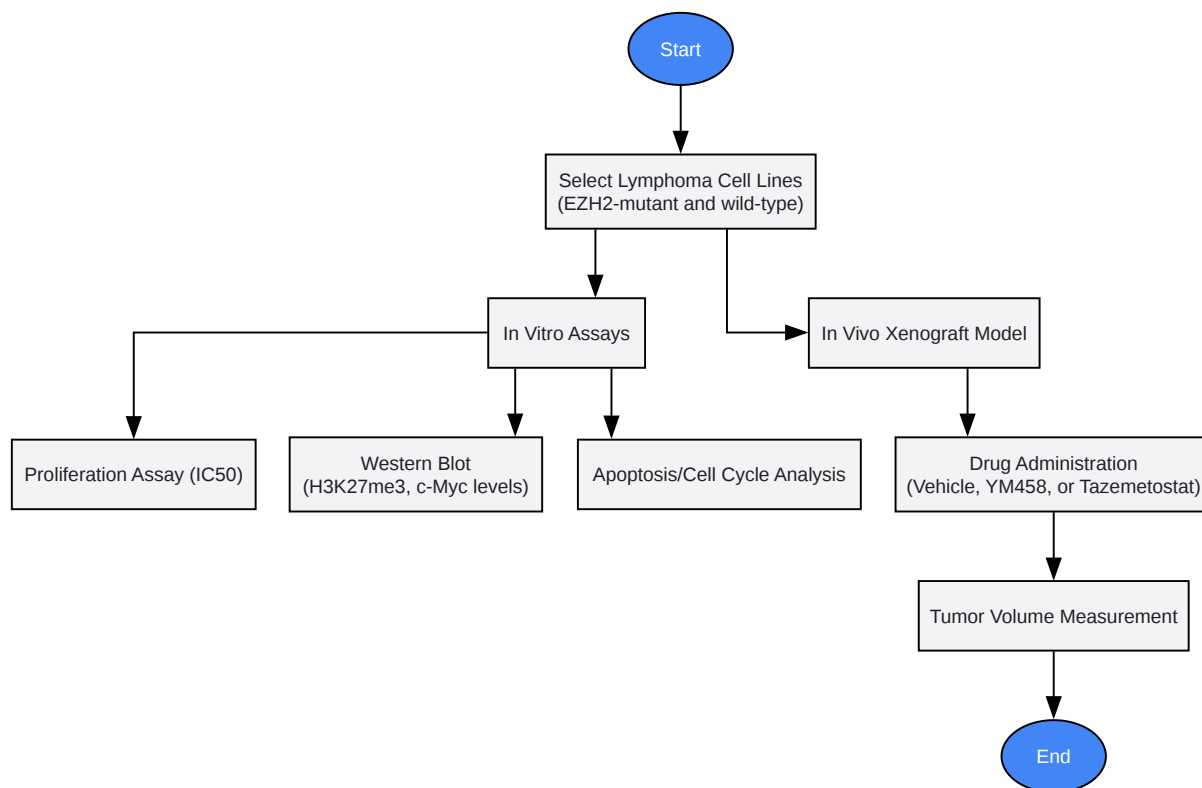 Start
Select Lymphoma Cell Lines
(EZH2-mutant and wild-type)
In Vitro Assays
In Vivo Xenograft Model
Proliferation Assay (IC50)
Western Blot
(H3K27me3, c-Myc levels)
Apoptosis/Cell Cycle Analysis
Drug Administration
(Vehicle, YM458, or Tazemetostat)
Tumor Volume Measurement
End